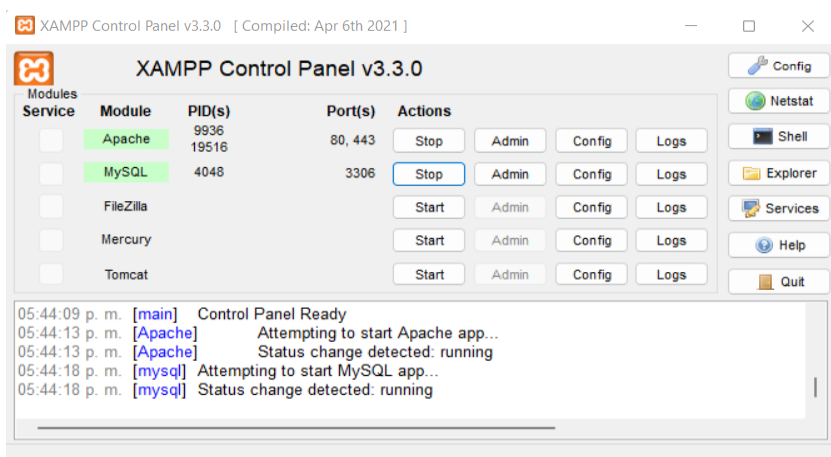 XAMPP Control Panel v3.3.0 [ Compiled: Apr 6th 2021 ]
XAMPP Control Panel v3.3.0
Config
Modules
Service Module PID(s) Port(s) Actions
Netstat
Apache 9936 19516 80, 443 Stop Admin Config Logs
Shell
MySQL 4048 3306 Stop Admin Config Logs
Explorer
FileZilla Start Admin Config Logs
Services
Mercury Start Admin Config Logs
Help
Tomcat Start Admin Config Logs
Quit
05:44:09 p. m. [main] Control Panel Ready
05:44:13 p. m. [Apache] Attempting to start Apache app...
05:44:13 p. m. [Apache] Status change detected: running
05:44:18 p. m. [mysql] Attempting to start MySQL app...
05:44:18 p. m. [mysql] Status change detected: running